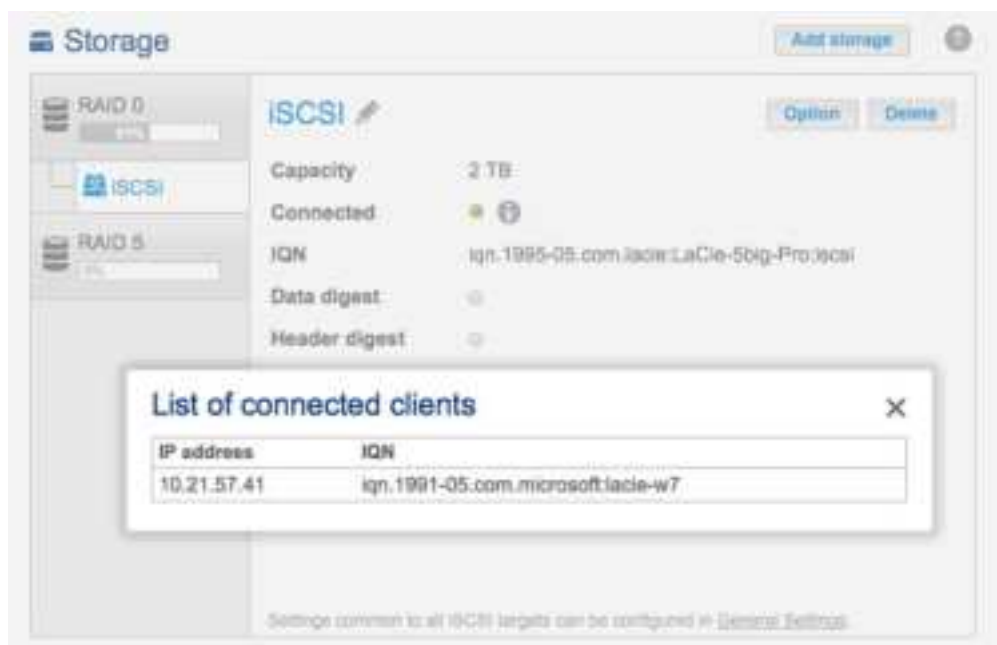 Storage
Add storage
RAID 0
iSCSI
RAID 5
iSCSI
Option
Delete
Capacity 2 TB
Connected
IQN iqn.1995-05.com.lacie:LaCie-5big-Pro:iscsi
Data digest
Header digest
List of connected clients
IP address IQN
10.21.57.41 iqn.1991-05.com.microsoft:lacie-w7
Settings common to all iSCSI targets can be configured in General Settings.